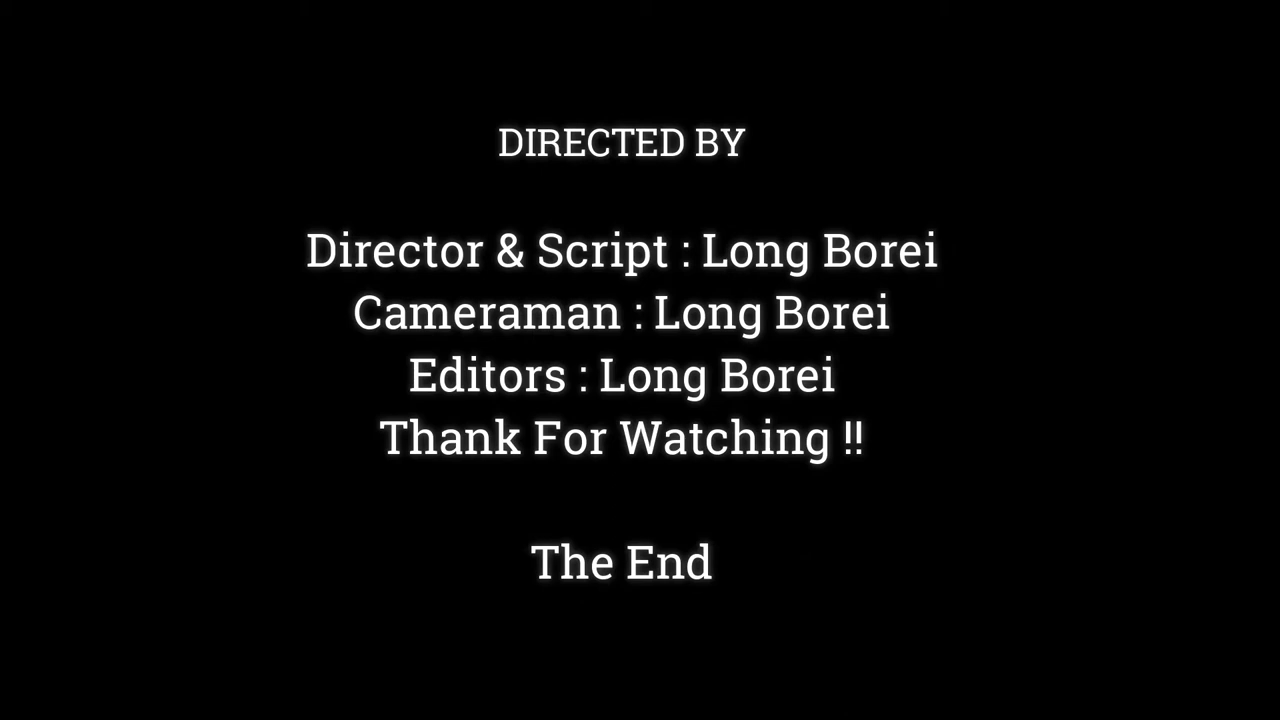 DIRECTED BY
Director & Script : Long Borei
Cameraman : Long Borei
Editors : Long Borei
Thank For Watching !!
The End